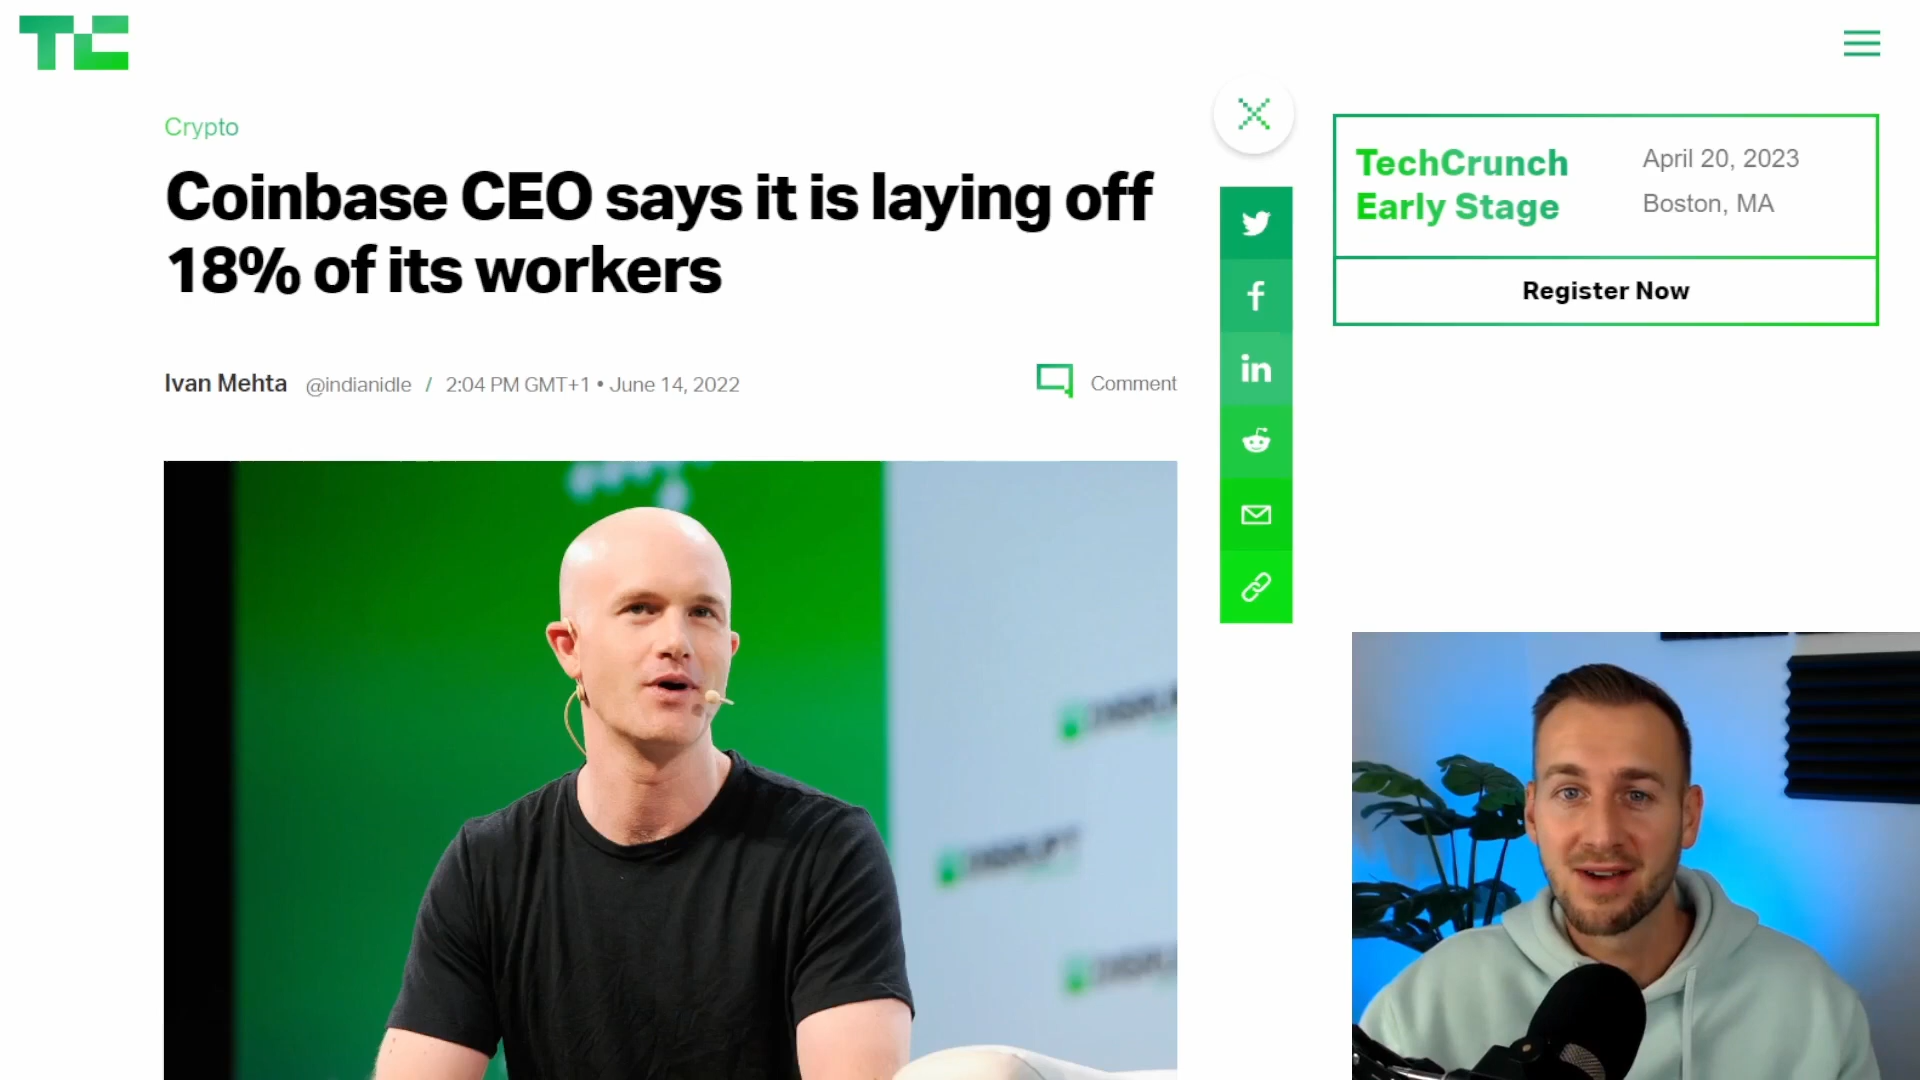 TC
Crypto
Coinbase CEO says it is laying off
18% of its workers
Ivan Mehta @indianidle / 2:04 PM GMT+1 • June 14, 2022
Comment
TechCrunch
Early Stage
April 20, 2023
Boston, MA
Register Now